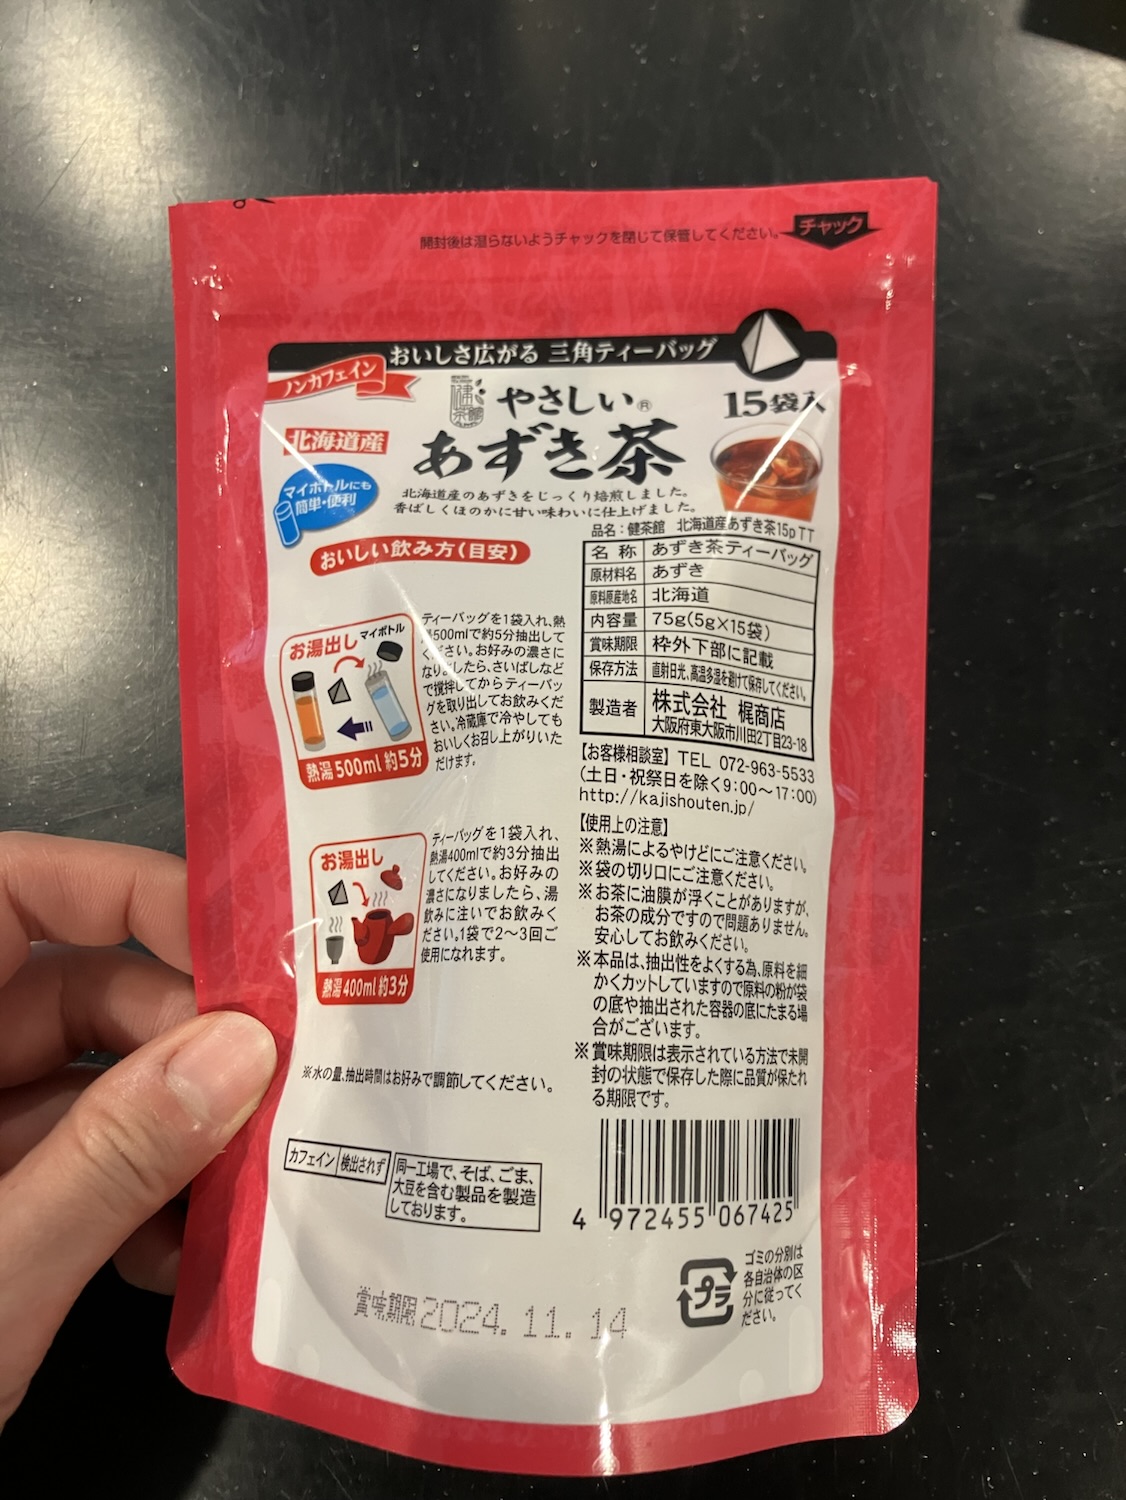 開封後は湿らないようチャックを閉じて保管してください。
チャック
おいしさ広がる 三角ティーバッグ
ノンカフェイン
健茶館
やさしい®
15袋入
北海道産
あずき茶
マイボトルにも
簡単・便利
北海道産のあずきをじっくり焙煎しました。
香ばしくほのかに甘い味わいに仕上げました。
おいしい飲み方(目安)
お湯出し マイボトル
熱湯500ml 約5分
ティーバッグを1袋入れ、熱
500mlで約5分抽出して
ください。お好みの濃さに
なりましたら、さいばしなど
で撹拌してからティーバッ
グを取り出してお飲みくだ
さい。冷蔵庫で冷やしても
おいしくお召し上がりいた
だけます。
お湯出し
熱湯400ml 約3分
ティーバッグを1袋入れ、
熱湯400mlで約3分抽出
してください。お好みの
濃さになりましたら、湯
飲みに注いでお飲みく
ださい。1袋で2〜3回ご
使用になれます。
※水の量、抽出時間はお好みで調節してください。
カフェイン 検出されず
同一工場で、そば、ごま、
大豆を含む製品を製造
しております。
賞味期限 2024. 11. 14
品名:健茶館 北海道産あずき茶15p TT
名称 あずき茶ティーバッグ
原材料名 あずき
原料原産地名 北海道
内容量 75g(5g×15袋)
賞味期限 枠外下部に記載
保存方法 直射日光、高温多湿を避けて保存してください。
製造者 株式会社 梶商店
大阪府東大阪市川田2丁目23-18
【お客様相談室】 TEL 072-963-5533
(土日・祝祭日を除く9:00〜17:00)
http://kajishouten.jp/
【使用上の注意】
※熱湯によるやけどにご注意ください。
※袋の切り口にご注意ください。
※お茶に油膜が浮くことがありますが、
お茶の成分ですので問題ありません。
安心してお飲みください。
※本品は、抽出性をよくする為、原料を細
かくカットしていますので原料の粉が袋
の底や抽出された容器の底にたまる場
合がございます。
※賞味期限は表示されている方法で未開
封の状態で保存した際に品質が保たれ
る期限です。
4 972455 067425
プラ
ゴミの分別は
各自治体の区
分に従ってく
ださい。